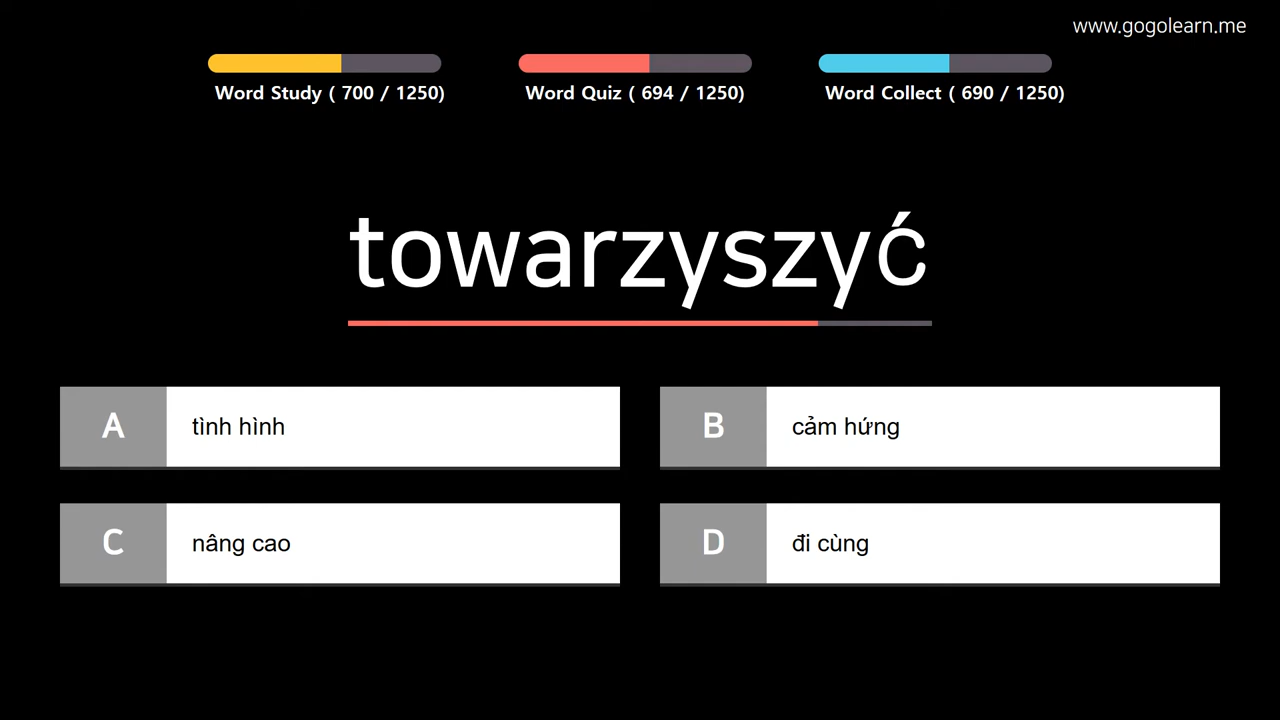 www.gogolearn.me
Word Study ( 700 / 1250)
Word Quiz ( 694 / 1250)
Word Collect ( 690 / 1250)
towarzyszyć
A tình hình
B cảm hứng
C nâng cao
D đi cùng